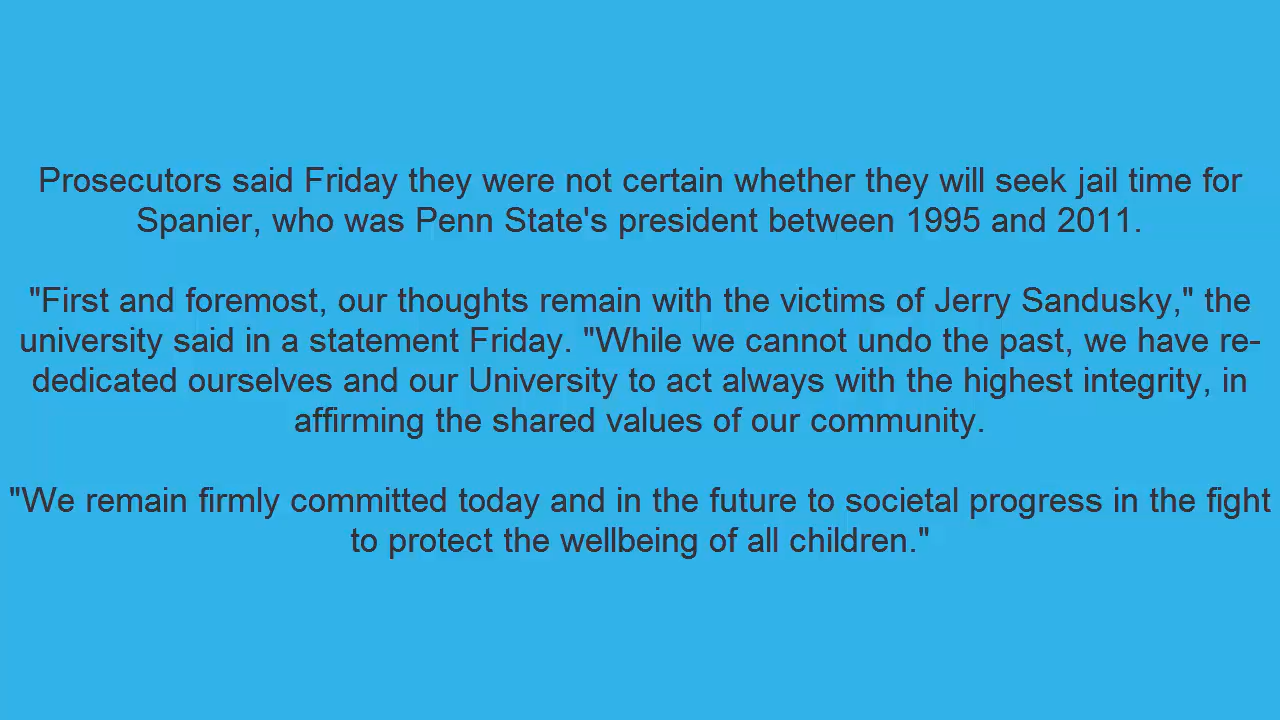 Prosecutors said Friday they were not certain whether they will seek jail time for
Spanier, who was Penn State's president between 1995 and 2011.
"First and foremost, our thoughts remain with the victims of Jerry Sandusky," the
university said in a statement Friday. "While we cannot undo the past, we have re-
dedicated ourselves and our University to act always with the highest integrity, in
affirming the shared values of our community.
"We remain firmly committed today and in the future to societal progress in the fight
to protect the wellbeing of all children."